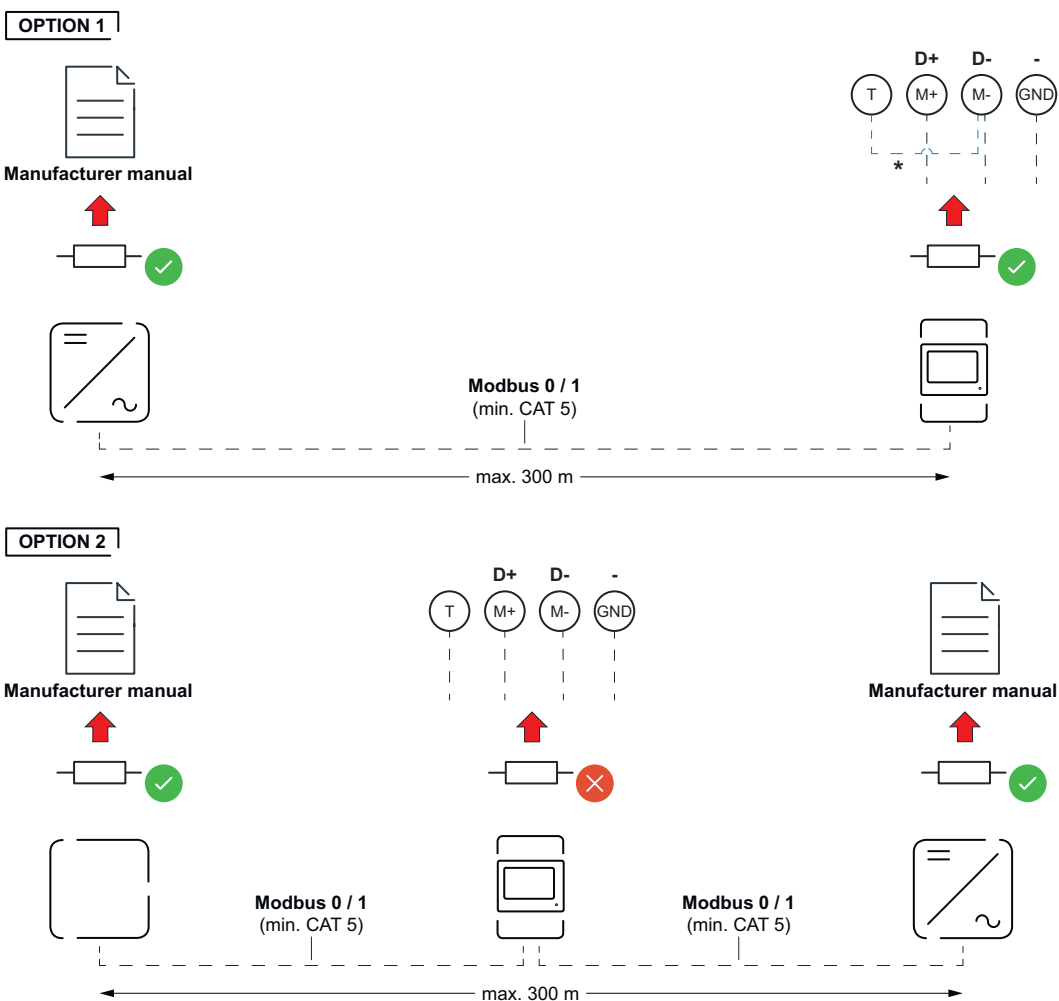 OPTION 1
D+ D- -
T M+ M- GND
*
Manufacturer manual
Modbus 0 / 1
(min. CAT 5)
max. 300 m
OPTION 2
D+ D- -
T M+ M- GND
Manufacturer manual
Manufacturer manual
Modbus 0 / 1
(min. CAT 5)
Modbus 0 / 1
(min. CAT 5)
max. 300 m